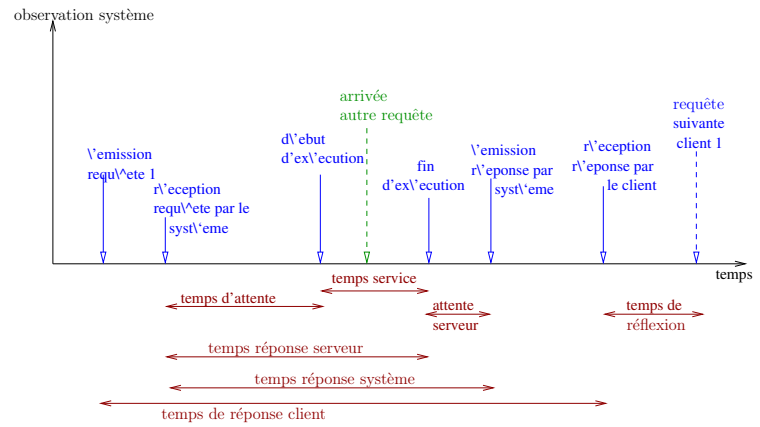 observation système
arrivée
autre requête
requête
suivante
client 1
\'emission
requ\^ete 1
r\'eception
requ\^ete par le
syst\`eme
d\'ebut
d'ex\'ecution
fin
d'ex\'ecution
\'emission
r\'eponse par
syst\`eme
r\'eception
r\'eponse par
le client
temps
temps service
temps d'attente
attente
serveur
temps de
réflexion
temps réponse serveur
temps réponse système
temps de réponse client